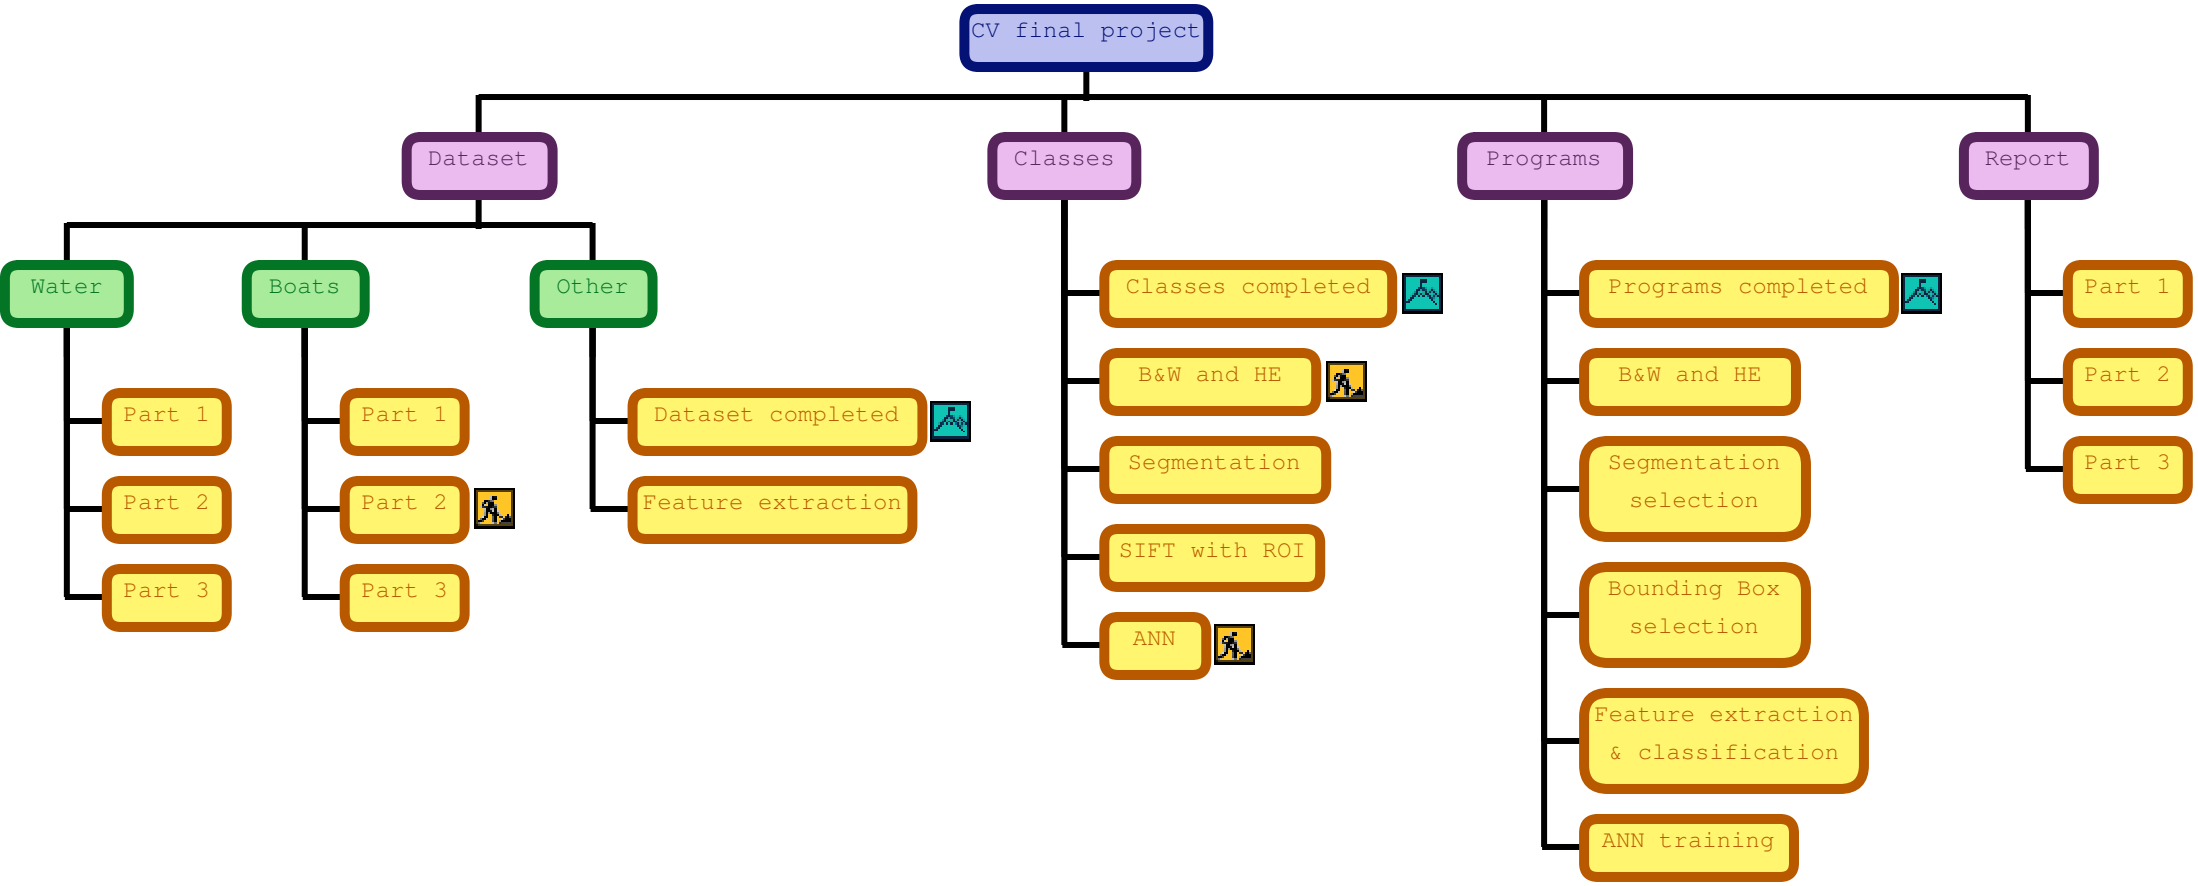 CV final project
Dataset
Classes
Programs
Report
Water
Boats
Other
Part 1
Part 2
Part 3
Part 1
Part 2
Part 3
Dataset completed
Feature extraction
Classes completed
B&W and HE
Segmentation
SIFT with ROI
ANN
Programs completed
B&W and HE
Segmentation
selection
Bounding Box
selection
Feature extraction
& classification
ANN training
Part 1
Part 2
Part 3